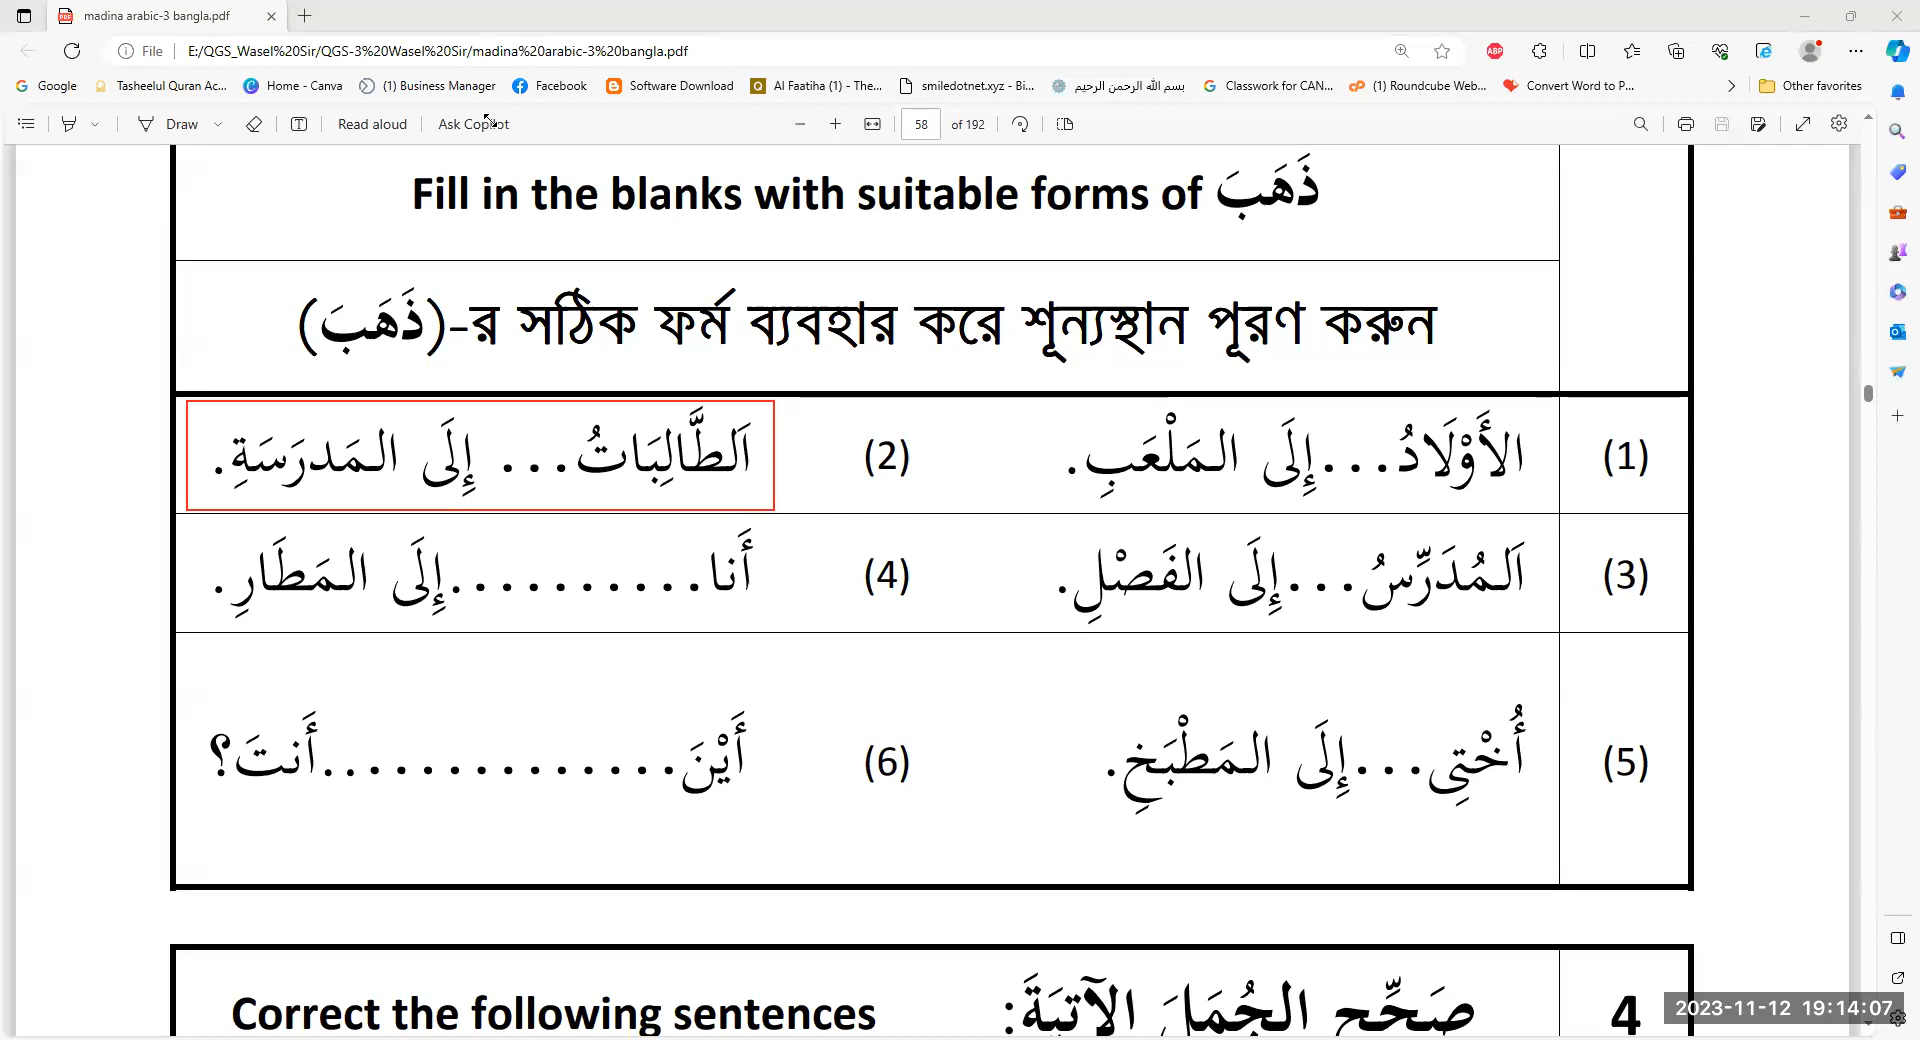 madina arabic-3 bangla.pdf
File
E:/QGS_Wasel%20Sir/QGS-3%20Wasel%20Sir/madina%20arabic-3%20bangla.pdf
Google
Tasheelul Quran Ac...
Home - Canva
(1) Business Manager
Facebook
Software Download
Al Faatiha (1) - The...
smiledotnet.xyz - Bi...
بسم الله الرحمن الرحيم
Classwork for CAN...
(1) Roundcube Web...
Convert Word to P...
Other favorites
Draw
Read aloud
Ask Copilot
58 of 192
Fill in the blanks with suitable forms of ذَهَبَ
(ذَهَبَ)-র সঠিক ফর্ম ব্যবহার করে শূন্যস্থান পূরণ করুন
(1) الأَوْلَادُ...إِلَى المَلْعَبِ.
(2) اَلطَّالِبَاتُ... إِلَى المَدرَسَةِ.
(3) اَلمُدَرِّسُ...إِلَى الفَصْلِ.
(4) أَنا..........إِلَى المَطَارِ.
(5) أُخْتِى...إِلَى المَطْبَخِ.
(6) أَيْنَ..............أَنتَ؟
4 صَحِّحِ الجُمَلَ الآتِيَةَ:
Correct the following sentences
2023-11-12 19:14:07